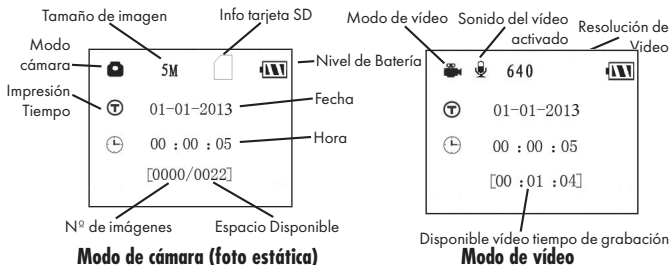 Tamaño de imagen
Info tarjeta SD
Modo
cámara
5M
Nivel de Batería
Impresión
Tiempo
T
01-01-2013
Fecha
00 : 00 : 05
Hora
[0000/0022]
Nº de imágenes
Espacio Disponible
Modo de cámara (foto estática)
Modo de vídeo
Sonido del vídeo
activado
Resolución de
Video
640
T
01-01-2013
00 : 00 : 05
[00 :01 :04]
Disponible vídeo tiempo de grabación
Modo de vídeo